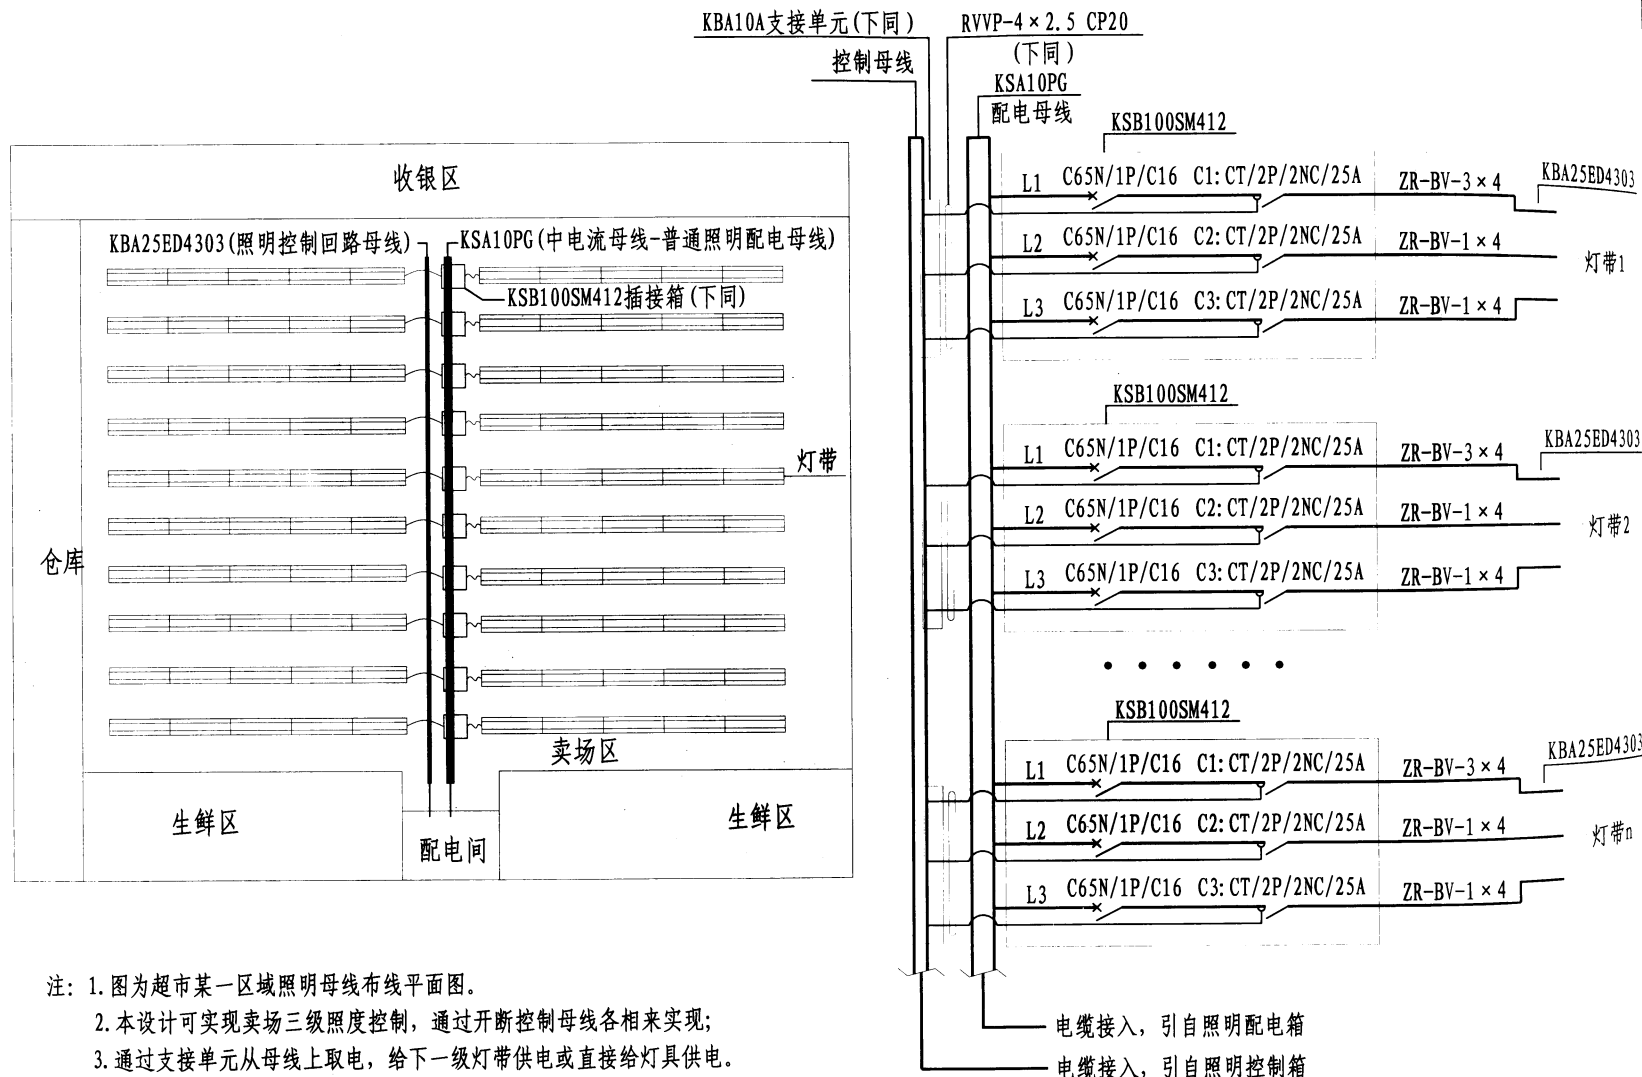 KBA10A支接单元(下同)
RVVP-4×2.5 CP20
(下同)
控制母线
KSA10PG
配电母线
收银区
KBA25ED4303(照明控制回路母线)
KSA10PG(中电流母线-普通照明配电母线)
KSB100SM412插接箱(下同)
灯带
仓库
卖场区
生鲜区
配电间
生鲜区
KSB100SM412
L1 C65N/1P/C16 C1:CT/2P/2NC/25A ZR-BV-3×4 KBA25ED4303
L2 C65N/1P/C16 C2:CT/2P/2NC/25A ZR-BV-1×4 灯带1
L3 C65N/1P/C16 C3:CT/2P/2NC/25A ZR-BV-1×4
KSB100SM412
L1 C65N/1P/C16 C1:CT/2P/2NC/25A ZR-BV-3×4 KBA25ED4303
L2 C65N/1P/C16 C2:CT/2P/2NC/25A ZR-BV-1×4 灯带2
L3 C65N/1P/C16 C3:CT/2P/2NC/25A ZR-BV-1×4
KSB100SM412
L1 C65N/1P/C16 C1:CT/2P/2NC/25A ZR-BV-3×4 KBA25ED4303
L2 C65N/1P/C16 C2:CT/2P/2NC/25A ZR-BV-1×4 灯带n
L3 C65N/1P/C16 C3:CT/2P/2NC/25A ZR-BV-1×4
电缆接入，引自照明配电箱
电缆接入，引自照明控制箱
注：1.图为超市某一区域照明母线布线平面图。
2.本设计可实现卖场三级照度控制，通过开断控制母线各相来实现；
3.通过支接单元从母线上取电，给下一级灯带供电或直接给灯具供电。